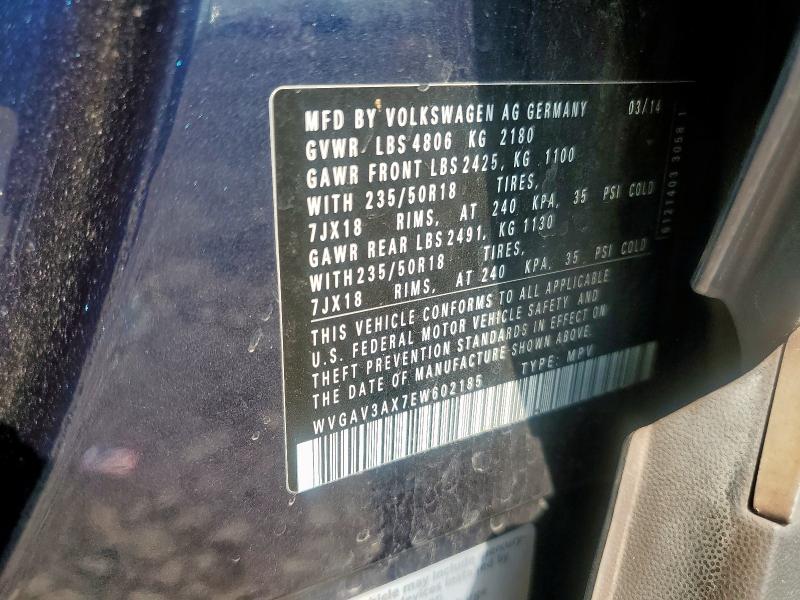 MFD BY VOLKSWAGEN AG GERMANY 03/14
GVWR LBS 4806 KG 2180
GAWR FRONT LBS 2425, KG 1100
WITH 235/50R18 TIRES,
7JX18 RIMS, AT 240 KPA, 35 PSI COLD
GAWR REAR LBS 2491, KG 1130
WITH 235/50R18 TIRES,
7JX18 RIMS, AT 240 KPA, 35 PSI COLD
THIS VEHICLE CONFORMS TO ALL APPLICABLE
U.S. FEDERAL MOTOR VEHICLE SAFETY AND
THEFT PREVENTION STANDARDS IN EFFECT ON
THE DATE OF MANUFACTURE SHOWN ABOVE.
WVGAV3AX7EW602185 TYPE: MPV
may include
devices